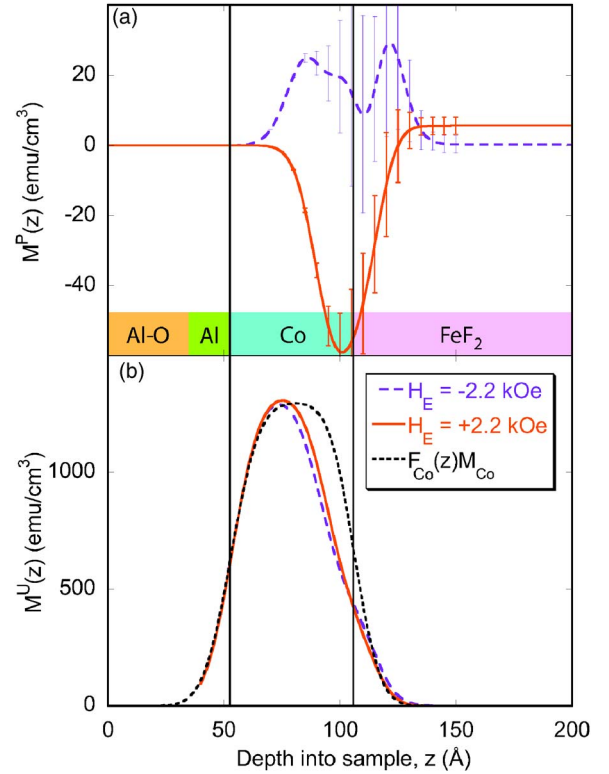 (a)
20
0
-20
-40
M^P(z) (emu/cm^3)
Al-O Al Co FeF_2
(b)
H_E = -2.2 kOe
H_E = +2.2 kOe
F_Co(z)M_Co
1000
500
0
M^U(z) (emu/cm^3)
0 50 100 150 200
Depth into sample, z (Å)